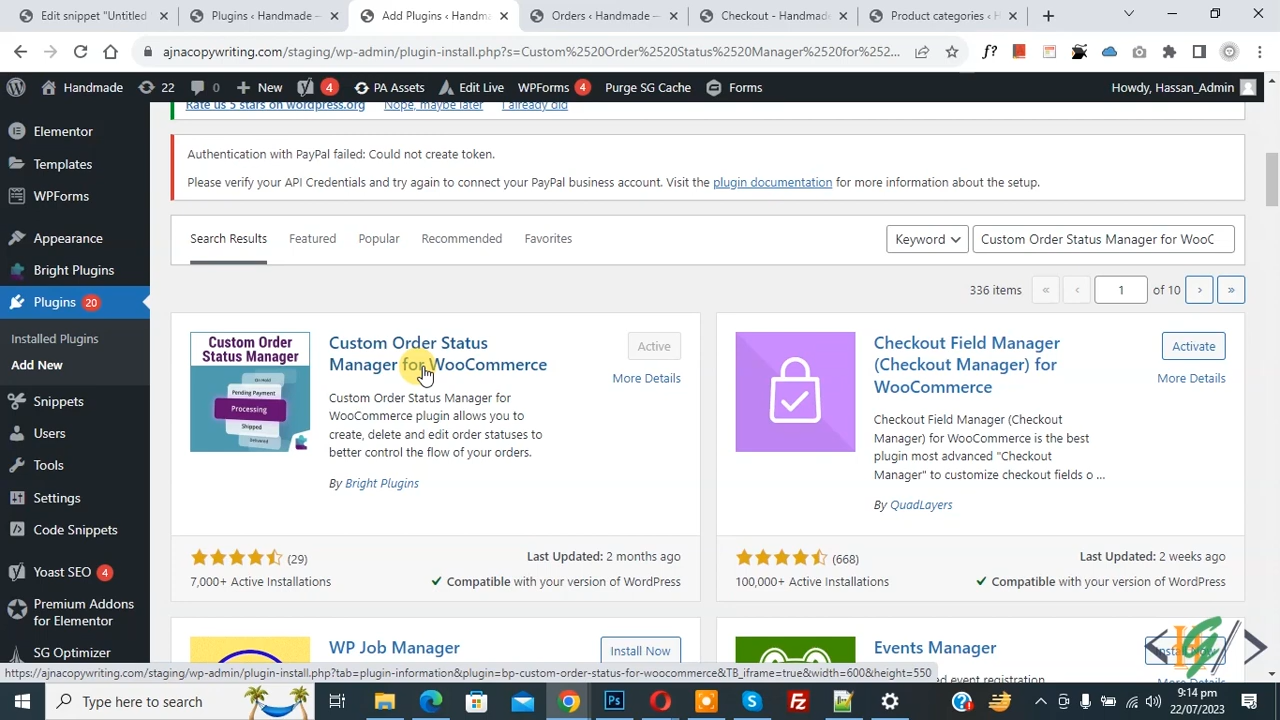 Edit snippet "Untitled
Plugins ‹ Handmade —
Add Plugins ‹ Handma
Orders ‹ Handmade —
Checkout - Handmade
Product categories ‹ H
ajnacopywriting.com/staging/wp-admin/plugin-install.php?s=Custom%2520Order%2520Status%2520Manager%2520for%252...
Handmade
22
0
New
4
PA Assets
Edit Live
WPForms
4
Purge SG Cache
Forms
Howdy, Hassan_Admin
Elementor
Templates
WPForms
Appearance
Bright Plugins
Plugins
20
Installed Plugins
Add New
Snippets
Users
Tools
Settings
Code Snippets
Yoast SEO
4
Premium Addons
for Elementor
SG Optimizer
Rate us 5 stars on wordpress.org
Nope, maybe later
I already did
Authentication with PayPal failed: Could not create token.
Please verify your API Credentials and try again to connect your PayPal business account. Visit the plugin documentation for more information about the setup.
Search Results
Featured
Popular
Recommended
Favorites
Keyword
Custom Order Status Manager for WooC
336 items
«
‹
1
of 10
›
»
Custom Order
Status Manager
On Hold
Pending Payment
Processing
Shipped
Delivered
Custom Order Status
Manager for WooCommerce
Active
More Details
Custom Order Status Manager for
WooCommerce plugin allows you to
create, delete and edit order statuses to
better control the flow of your orders.
By Bright Plugins
(29)
7,000+ Active Installations
Last Updated: 2 months ago
Compatible with your version of WordPress
Checkout Field Manager
(Checkout Manager) for
WooCommerce
Activate
More Details
Checkout Field Manager (Checkout
Manager) for WooCommerce is the best
plugin most advanced "Checkout
Manager" to customize checkout fields o ...
By QuadLayers
(668)
100,000+ Active Installations
Last Updated: 2 weeks ago
Compatible with your version of WordPress
WP Job Manager
Install Now
Events Manager
Install Now
event registration
https://ajnacopywriting.com/staging/wp-admin/plugin-install.php?tab=plugin-information&plugin=bp-custom-order-status-for-woocommerce&TB_iframe=true&width=600&height=550
Type here to search
9:14 pm
22/07/2023